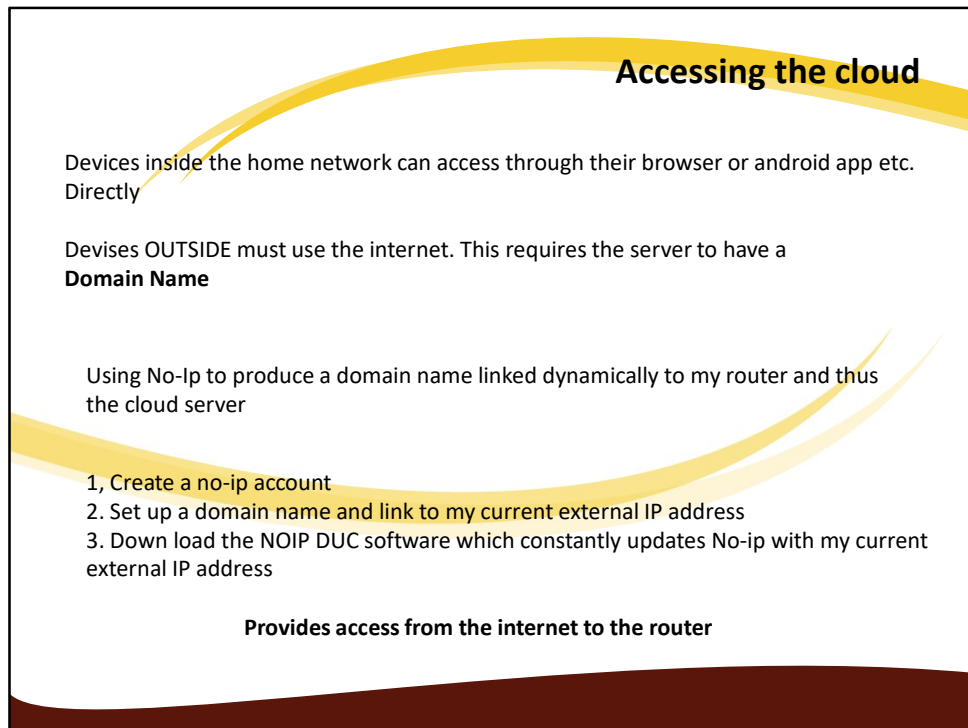 Accessing the cloud
Devices inside the home network can access through their browser or android app etc.
Directly
Devises OUTSIDE must use the internet. This requires the server to have a
Domain Name
Using No-Ip to produce a domain name linked dynamically to my router and thus
the cloud server
1, Create a no-ip account
2. Set up a domain name and link to my current external IP address
3. Down load the NOIP DUC software which constantly updates No-ip with my current
external IP address
Provides access from the internet to the router